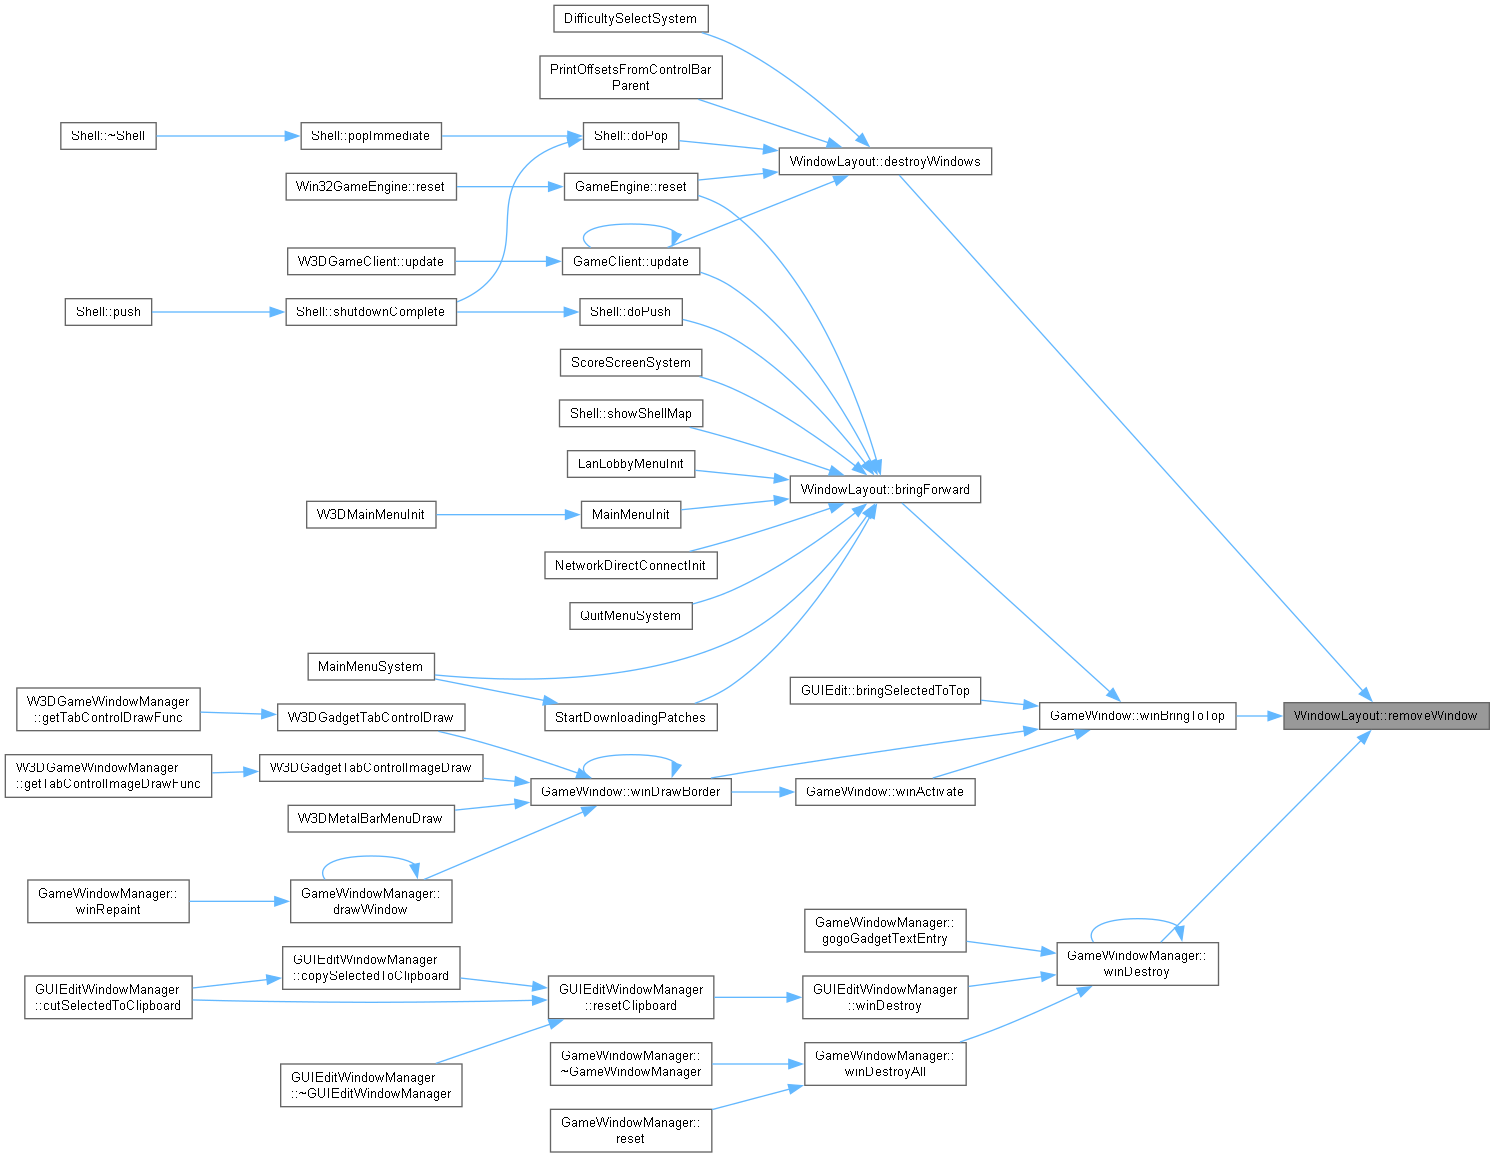 DifficultySelectSystem
PrintOffsetsFromControlBar
Parent
Shell::~Shell
Shell::popImmediate
Shell::doPop
WindowLayout::destroyWindows
Win32GameEngine::reset
GameEngine::reset
W3DGameClient::update
GameClient::update
Shell::push
Shell::shutdownComplete
Shell::doPush
ScoreScreenSystem
Shell::showShellMap
LanLobbyMenuInit
WindowLayout::bringForward
W3DMainMenuInit
MainMenuInit
NetworkDirectConnectInit
QuitMenuSystem
MainMenuSystem
GUIEdit::bringSelectedToTop
W3DGameWindowManager
::getTabControlDrawFunc
W3DGadgetTabControlDraw
StartDownloadingPatches
GameWindow::winBringToTop
WindowLayout::removeWindow
W3DGameWindowManager
::getTabControlImageDrawFunc
W3DGadgetTabControlImageDraw
GameWindow::winDrawBorder
GameWindow::winActivate
W3DMetalBarMenuDraw
GameWindowManager::
winRepaint
GameWindowManager::
drawWindow
GameWindowManager::
gogoGadgetTextEntry
GameWindowManager::
winDestroy
GUIEditWindowManager
::copySelectedToClipboard
GUIEditWindowManager
::cutSelectedToClipboard
GUIEditWindowManager
::resetClipboard
GUIEditWindowManager
::winDestroy
GameWindowManager::
~GameWindowManager
GameWindowManager::
winDestroyAll
GUIEditWindowManager
::~GUIEditWindowManager
GameWindowManager::
reset